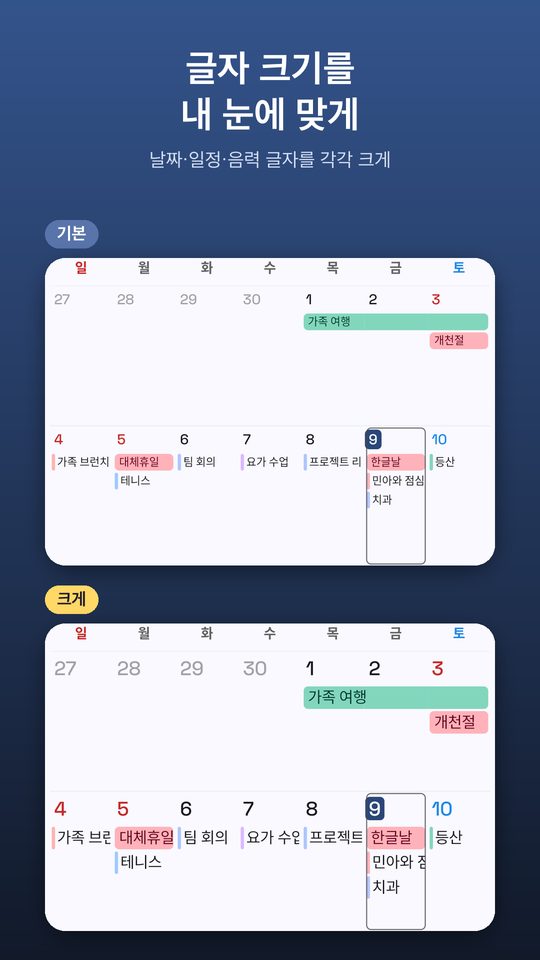 글자 크기를
내 눈에 맞게
날짜·일정·음력 글자를 각각 크게
기본
일 월 화 수 목 금 토
27 28 29 30 1 2 3
가족 여행
개천절
4 5 6 7 8 9 10
가족 브런치 대체휴일 팀 회의 요가 수업 프로젝트 리 한글날 등산
테니스 민아와 점심
치과
크게
일 월 화 수 목 금 토
27 28 29 30 1 2 3
가족 여행
개천절
4 5 6 7 8 9 10
가족 브런 대체휴일 팀 회의 요가 수업 프로젝트 한글날 등산
테니스 민아와 점
치과